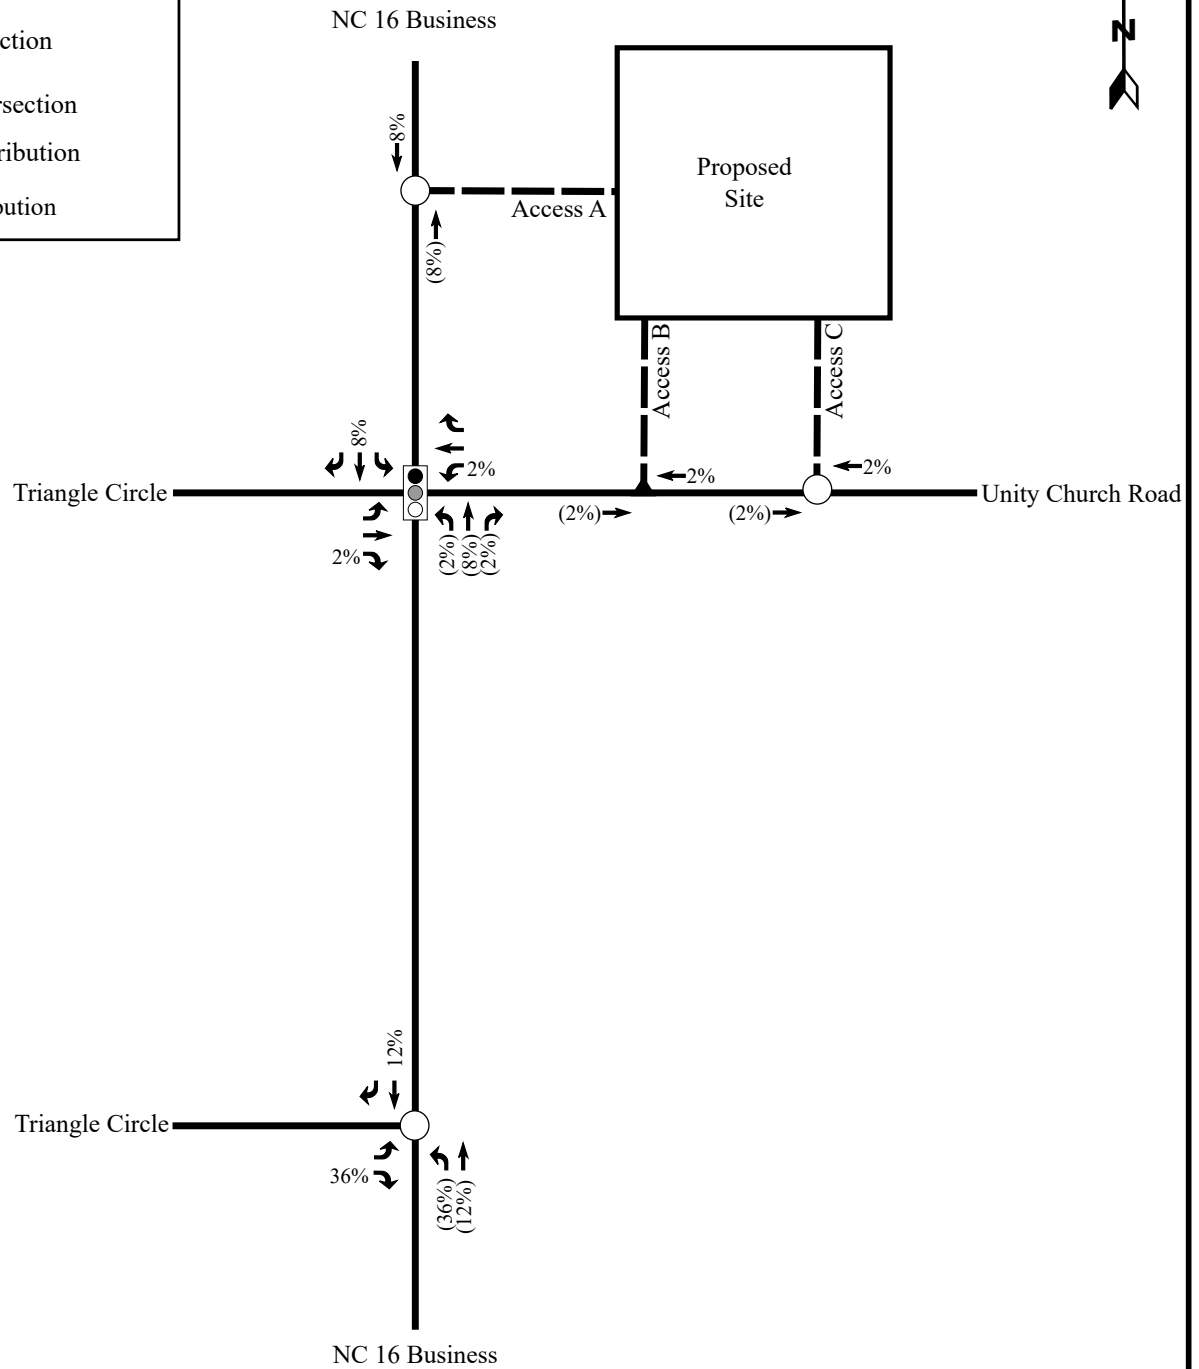 NC 16 Business
N
ction
rsection
ribution
bution
8%
Proposed
Site
Access A
(8%)
Access B
Access C
8%
2%
2%
2%
Triangle Circle
Unity Church Road
(2%)
(2%)
2%
(2%)
(8%)
(2%)
12%
Triangle Circle
36%
(36%)
(12%)
NC 16 Business